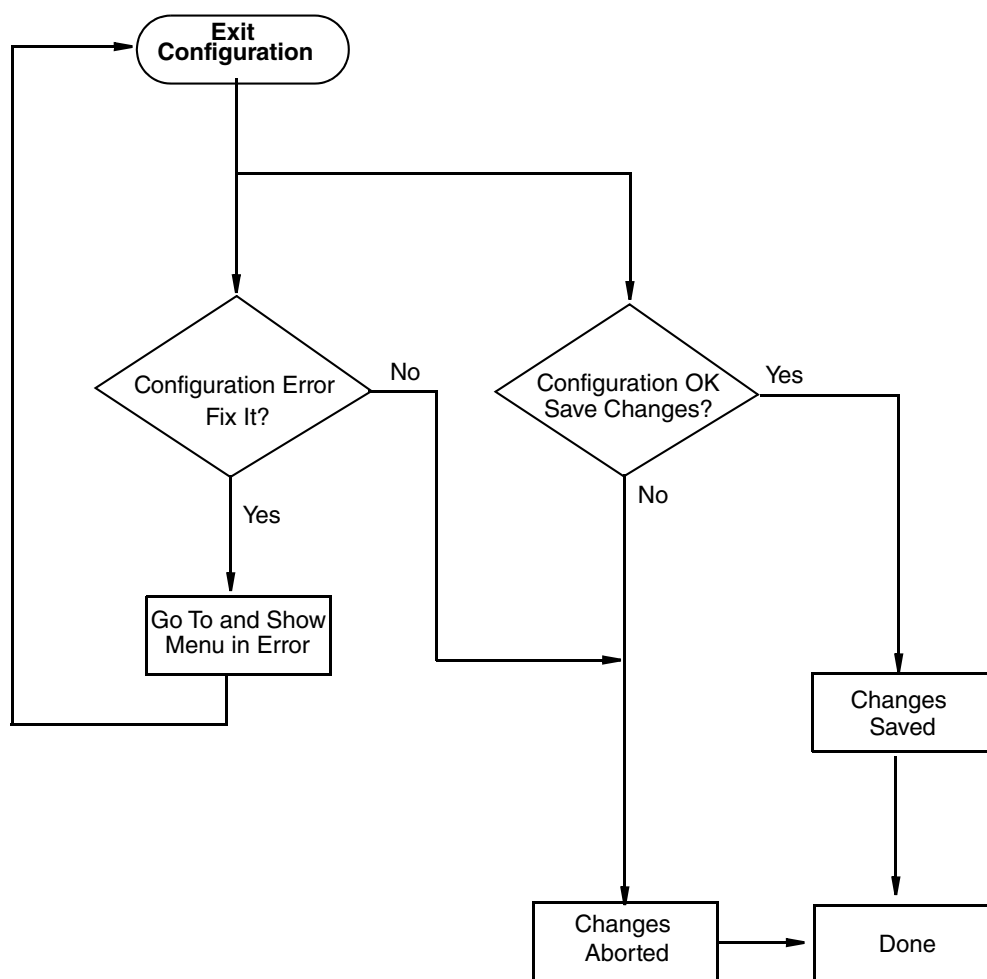 Exit
Configuration
Configuration Error
Fix It?
No
Configuration OK
Save Changes?
Yes
Yes
No
Go To and Show
Menu in Error
Changes
Saved
Changes
Aborted
Done